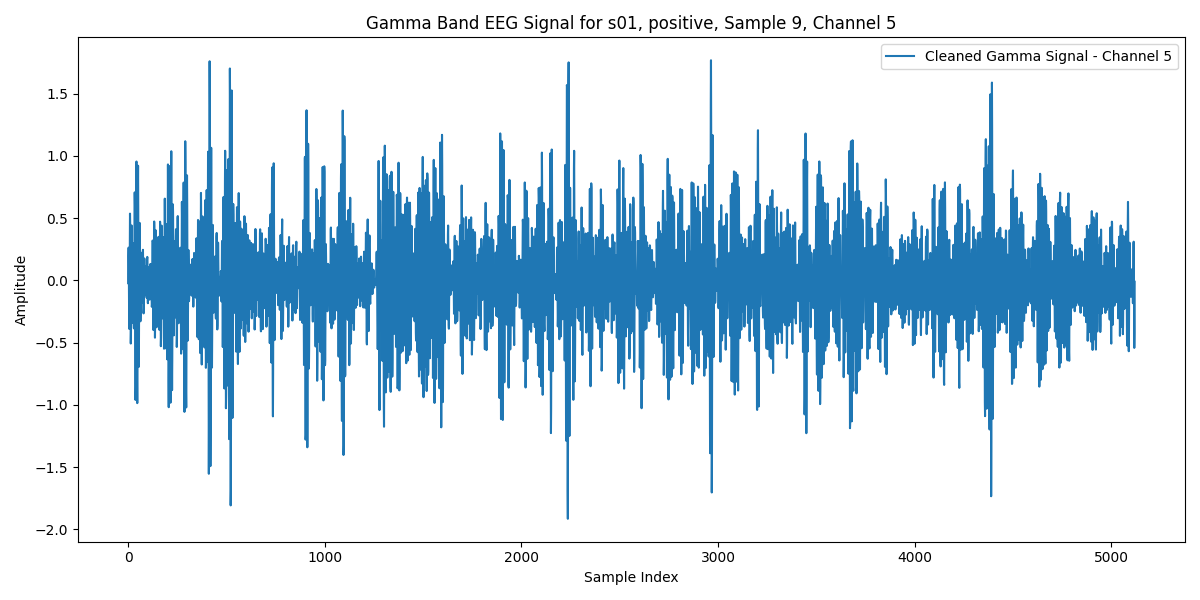 Gamma Band EEG Signal for s01, positive, Sample 9, Channel 5
Cleaned Gamma Signal - Channel 5
1.5
1.0
0.5
0.0
−0.5
−1.0
−1.5
−2.0
Amplitude
0 1000 2000 3000 4000 5000
Sample Index